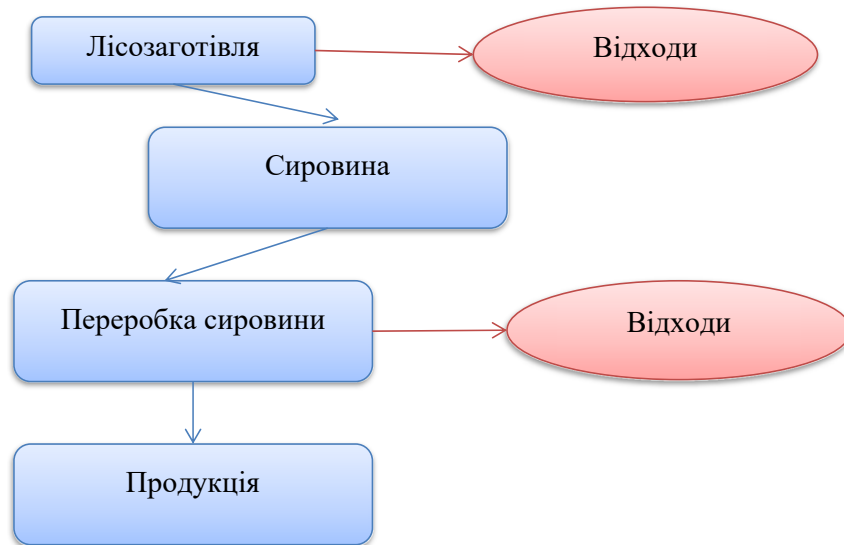 Лісозаготівля
Відходи
Сировина
Переробка сировини
Відходи
Продукція